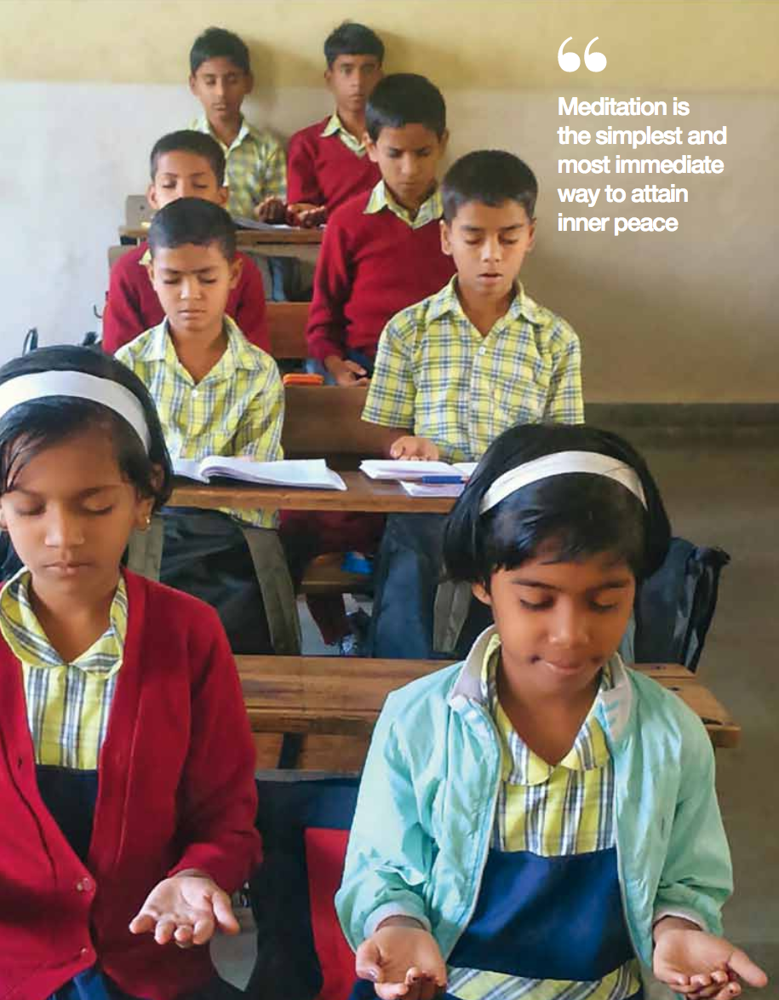 “
Meditation is
the simplest and
most immediate
way to attain
inner peace